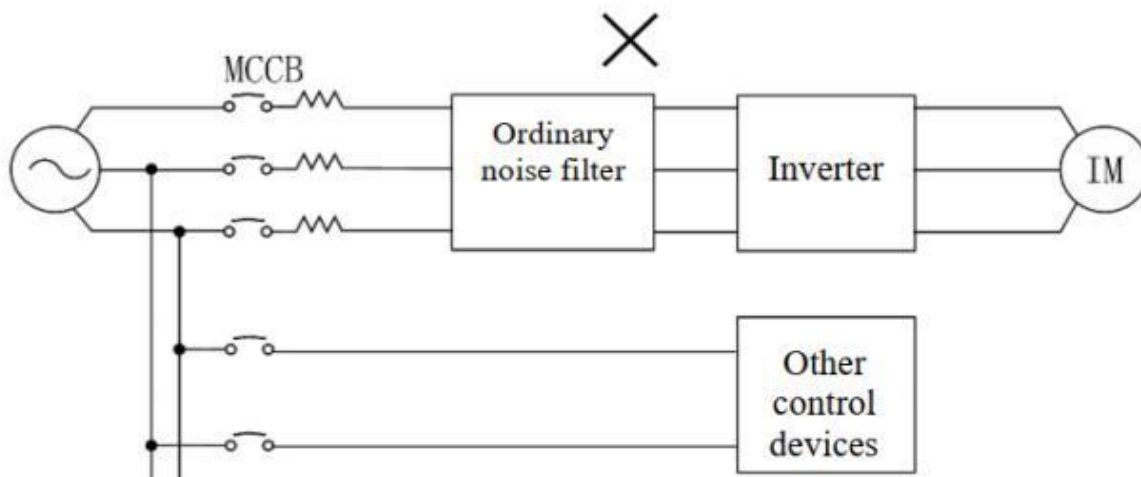 MCCB
Ordinary
noise filter
Inverter
IM
Other
control
devices